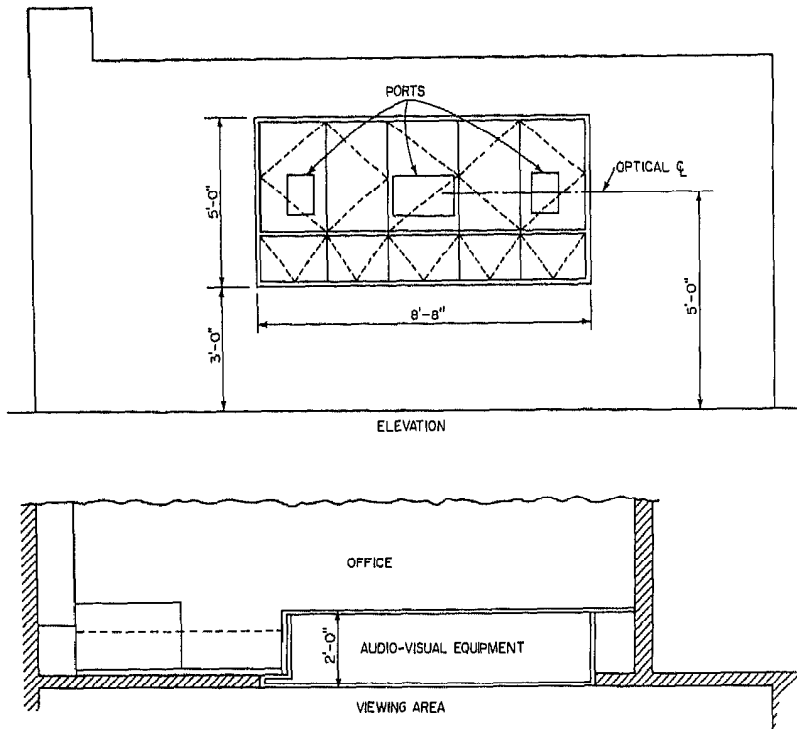 PORTS
OPTICAL ℄
5'-0"
5'-0"
8'-8"
3'-0"
ELEVATION
OFFICE
2'-0"
AUDIO-VISUAL EQUIPMENT
VIEWING AREA